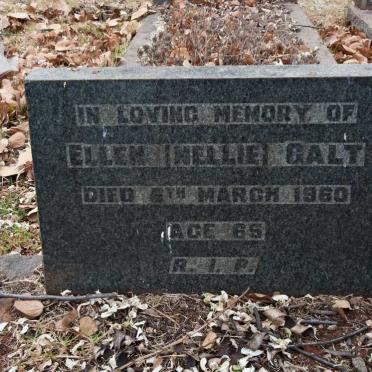 IN LOVING MEMORY OF
ELLEN (NELLIE) GALT
DIED 6TH MARCH 1960
AGE 65
R.I.P.